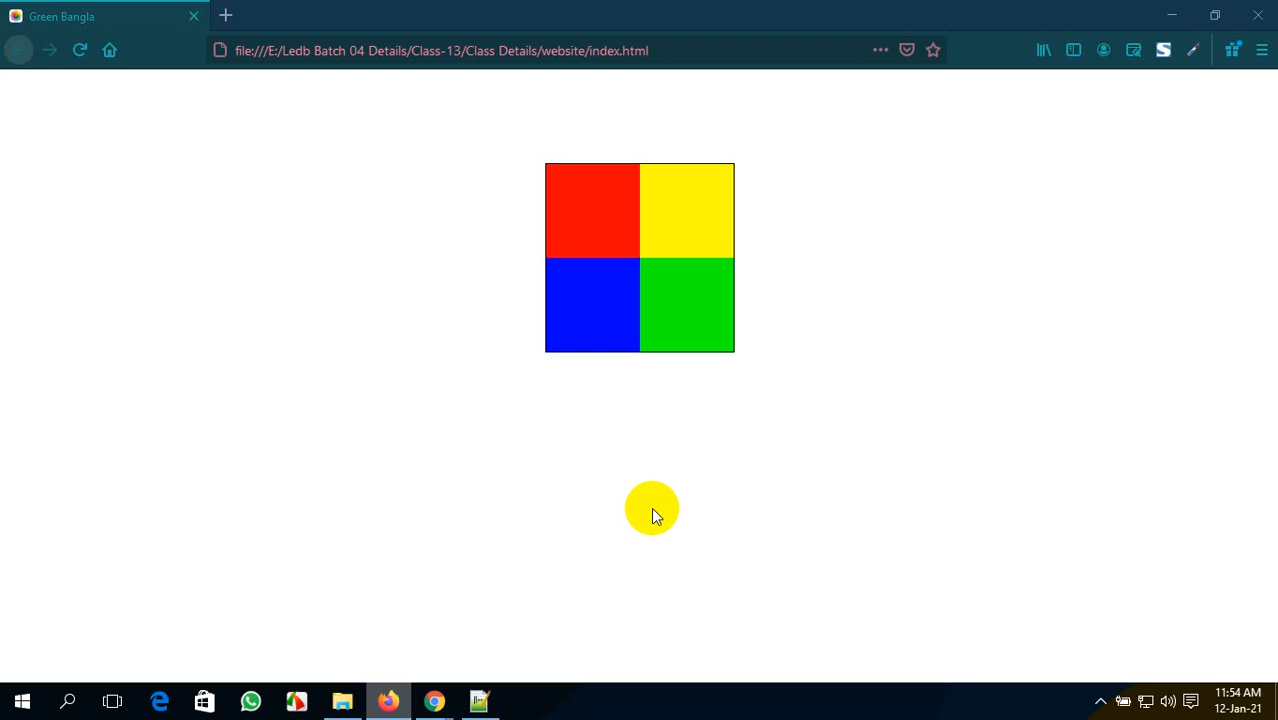 Green Bangla
file:///E:/Ledb Batch 04 Details/Class-13/Class Details/website/index.html
11:54 AM
12-Jan-21